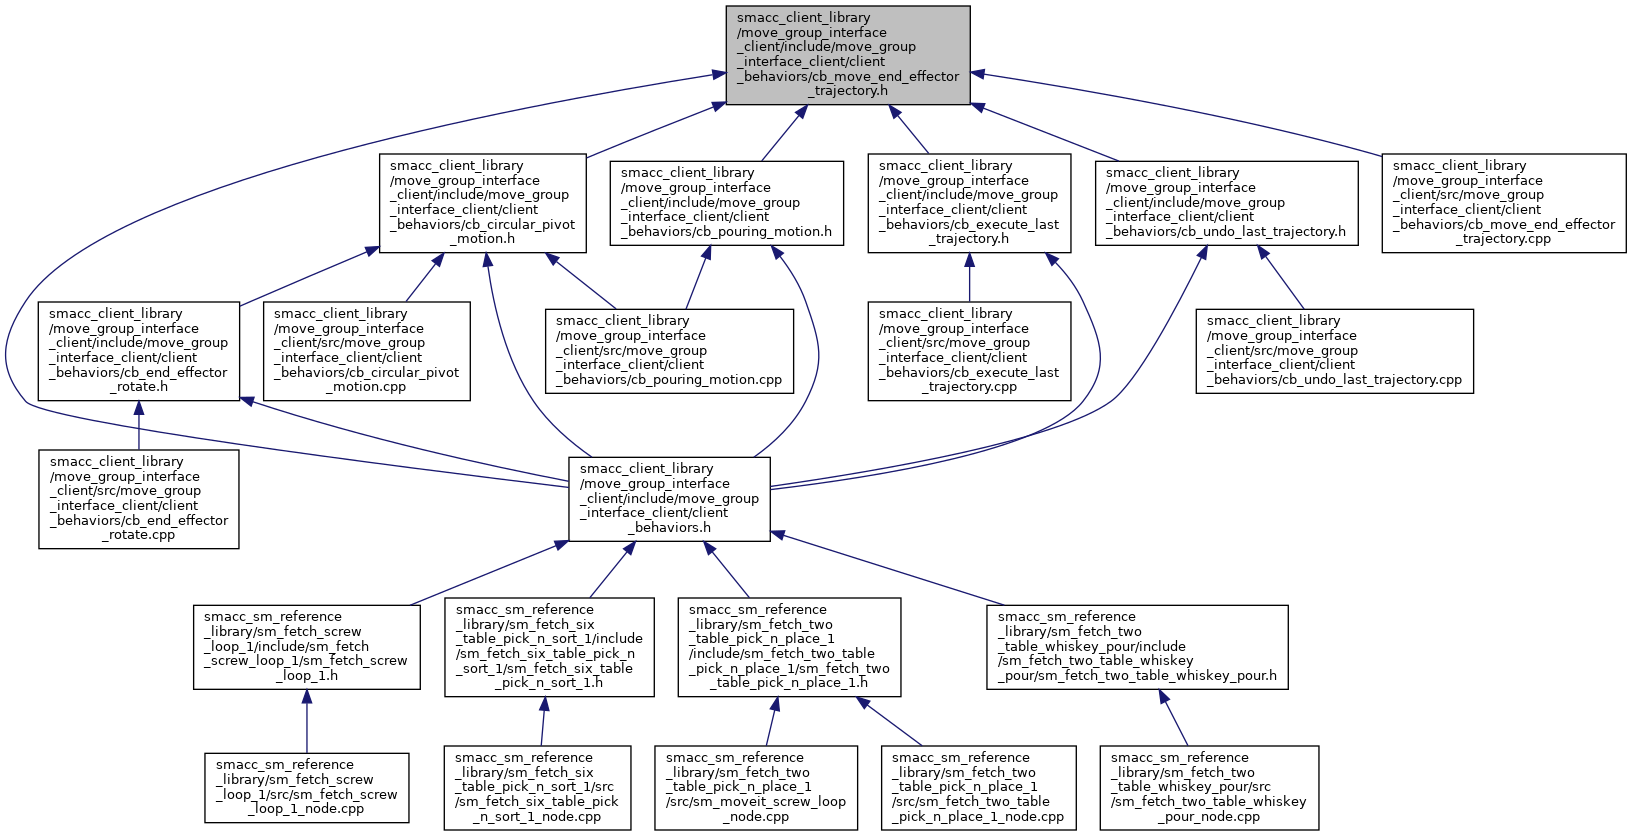 smacc_client_library
/move_group_interface
_client/include/move_group
_interface_client/client
_behaviors/cb_move_end_effector
_trajectory.h
smacc_client_library
/move_group_interface
_client/include/move_group
_interface_client/client
_behaviors/cb_circular_pivot
_motion.h
smacc_client_library
/move_group_interface
_client/include/move_group
_interface_client/client
_behaviors/cb_pouring_motion.h
smacc_client_library
/move_group_interface
_client/include/move_group
_interface_client/client
_behaviors/cb_execute_last
_trajectory.h
smacc_client_library
/move_group_interface
_client/include/move_group
_interface_client/client
_behaviors/cb_undo_last_trajectory.h
smacc_client_library
/move_group_interface
_client/src/move_group
_interface_client/client
_behaviors/cb_move_end_effector
_trajectory.cpp
smacc_client_library
/move_group_interface
_client/include/move_group
_interface_client/client
_behaviors/cb_end_effector
_rotate.h
smacc_client_library
/move_group_interface
_client/src/move_group
_interface_client/client
_behaviors/cb_circular_pivot
_motion.cpp
smacc_client_library
/move_group_interface
_client/src/move_group
_interface_client/client
_behaviors/cb_pouring_motion.cpp
smacc_client_library
/move_group_interface
_client/src/move_group
_interface_client/client
_behaviors/cb_execute_last
_trajectory.cpp
smacc_client_library
/move_group_interface
_client/src/move_group
_interface_client/client
_behaviors/cb_undo_last_trajectory.cpp
smacc_client_library
/move_group_interface
_client/src/move_group
_interface_client/client
_behaviors/cb_end_effector
_rotate.cpp
smacc_client_library
/move_group_interface
_client/include/move_group
_interface_client/client
_behaviors.h
smacc_sm_reference
_library/sm_fetch_screw
_loop_1/include/sm_fetch
_screw_loop_1/sm_fetch_screw
_loop_1.h
smacc_sm_reference
_library/sm_fetch_six
_table_pick_n_sort_1/include
/sm_fetch_six_table_pick_n
_sort_1/sm_fetch_six_table
_pick_n_sort_1.h
smacc_sm_reference
_library/sm_fetch_two
_table_pick_n_place_1
/include/sm_fetch_two_table
_pick_n_place_1/sm_fetch_two
_table_pick_n_place_1.h
smacc_sm_reference
_library/sm_fetch_two
_table_whiskey_pour/include
/sm_fetch_two_table_whiskey
_pour/sm_fetch_two_table_whiskey_pour.h
smacc_sm_reference
_library/sm_fetch_screw
_loop_1/src/sm_fetch_screw
_loop_1_node.cpp
smacc_sm_reference
_library/sm_fetch_six
_table_pick_n_sort_1/src
/sm_fetch_six_table_pick
_n_sort_1_node.cpp
smacc_sm_reference
_library/sm_fetch_two
_table_pick_n_place_1
/src/sm_moveit_screw_loop
_node.cpp
smacc_sm_reference
_library/sm_fetch_two
_table_pick_n_place_1
/src/sm_fetch_two_table
_pick_n_place_1_node.cpp
smacc_sm_reference
_library/sm_fetch_two
_table_whiskey_pour/src
/sm_fetch_two_table_whiskey
_pour_node.cpp